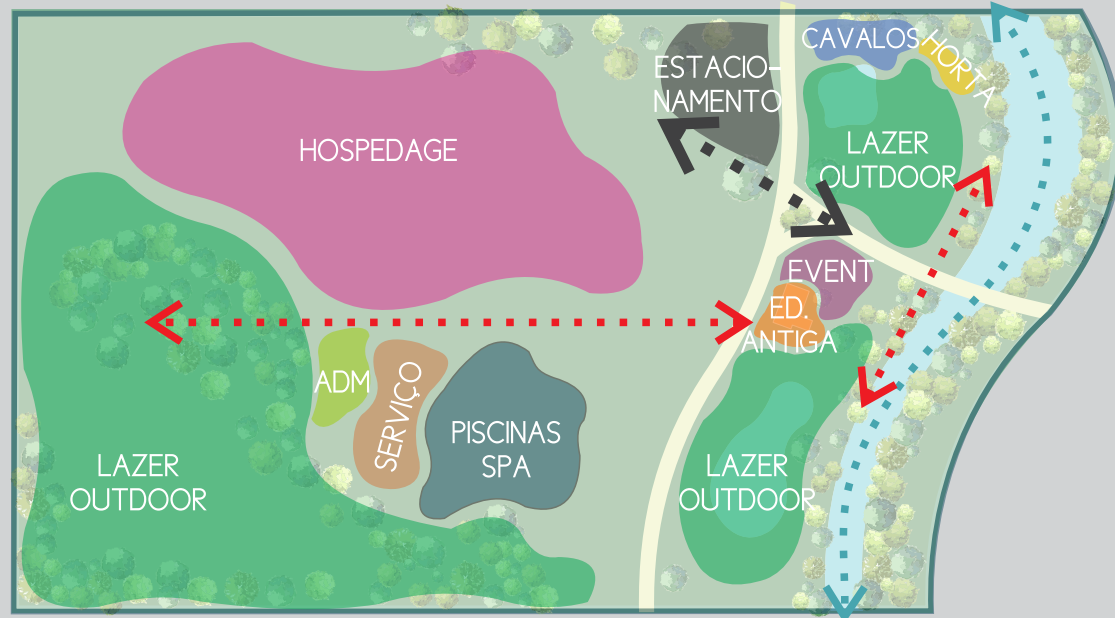 CAVALOS
HORTA
ESTACIO-
NAMENTO
HOSPEDAGE
LAZER
OUTDOOR
EVENT
ED.
ANTIGA
ADM
SERVIÇO
PISCINAS
SPA
LAZER
OUTDOOR
LAZER
OUTDOOR